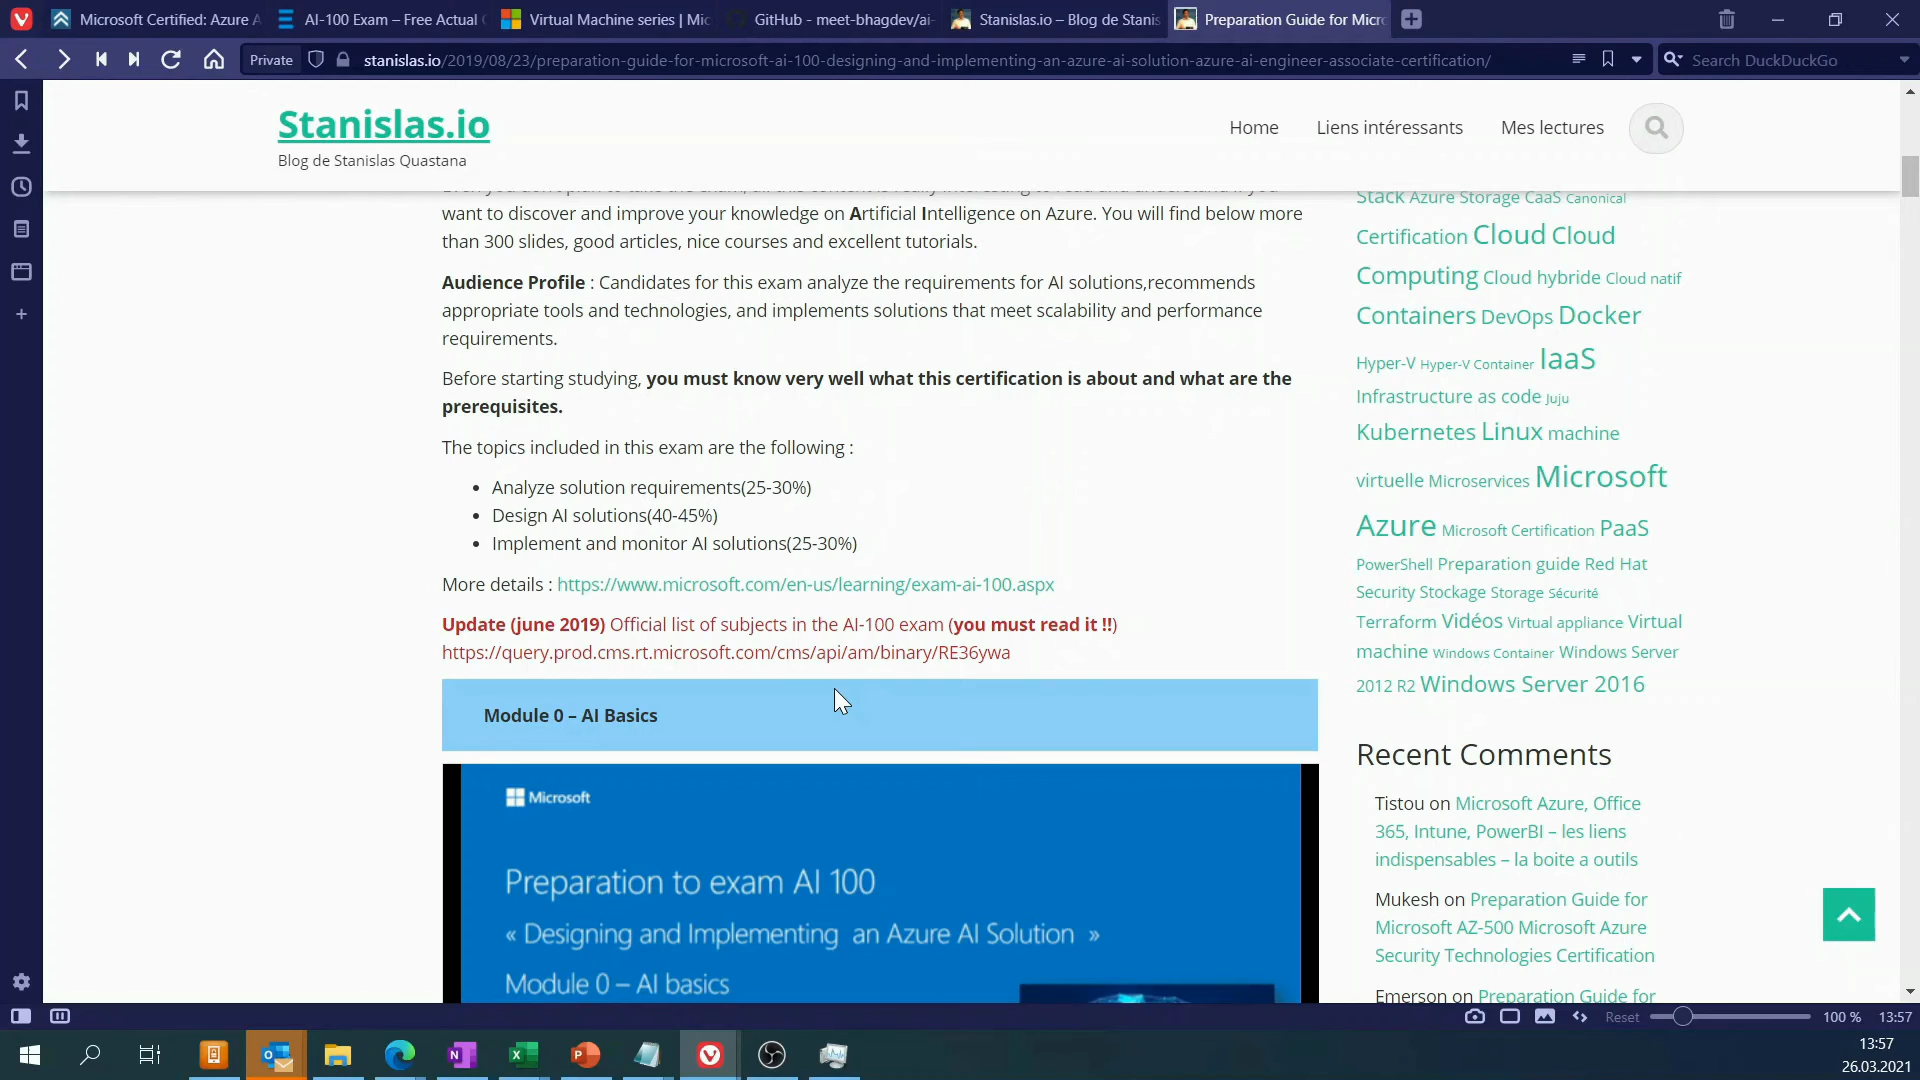 Microsoft Certified: Azure A
AI-100 Exam – Free Actual
Virtual Machine series | Mic
GitHub - meet-bhagdev/ai-
Stanislas.io – Blog de Stanis
Preparation Guide for Micro
Private
stanislas.io/2019/08/23/preparation-guide-for-microsoft-ai-100-designing-and-implementing-an-azure-ai-solution-azure-ai-engineer-associate-certification/
Search DuckDuckGo
Stanislas.io
Blog de Stanislas Quastana
Home
Liens intéressants
Mes lectures
want to discover and improve your knowledge on Artificial Intelligence on Azure. You will find below more
than 300 slides, good articles, nice courses and excellent tutorials.
Audience Profile : Candidates for this exam analyze the requirements for AI solutions,recommends
appropriate tools and technologies, and implements solutions that meet scalability and performance
requirements.
Before starting studying, you must know very well what this certification is about and what are the
prerequisites.
The topics included in this exam are the following :
• Analyze solution requirements(25-30%)
• Design AI solutions(40-45%)
• Implement and monitor AI solutions(25-30%)
More details : https://www.microsoft.com/en-us/learning/exam-ai-100.aspx
Update (june 2019) Official list of subjects in the AI-100 exam (you must read it !!)
https://query.prod.cms.rt.microsoft.com/cms/api/am/binary/RE36ywa
Module 0 – AI Basics
Microsoft
Preparation to exam AI 100
« Designing and Implementing an Azure AI Solution »
Module 0 – AI basics
Stack Azure Storage CaaS Canonical
Certification Cloud Cloud
Computing Cloud hybride Cloud natif
Containers DevOps Docker
Hyper-V Hyper-V Container IaaS
Infrastructure as code Juju
Kubernetes Linux machine
virtuelle Microservices Microsoft
Azure Microsoft Certification PaaS
PowerShell Preparation guide Red Hat
Security Stockage Storage Sécurité
Terraform Vidéos Virtual appliance Virtual
machine Windows Container Windows Server
2012 R2 Windows Server 2016
Recent Comments
Tistou on Microsoft Azure, Office
365, Intune, PowerBI – les liens
indispensables – la boite a outils
Mukesh on Preparation Guide for
Microsoft AZ-500 Microsoft Azure
Security Technologies Certification
Emerson on Preparation Guide for
Reset
100 %
13:57
13:57
26.03.2021